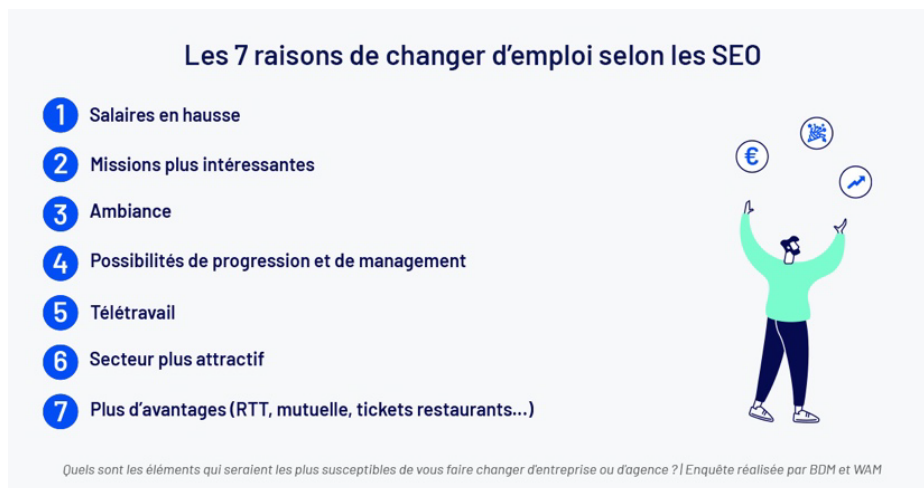 Les 7 raisons de changer d'emploi selon les SEO
1 Salaires en hausse
2 Missions plus intéressantes
3 Ambiance
4 Possibilités de progression et de management
5 Télétravail
6 Secteur plus attractif
7 Plus d'avantages (RTT, mutuelle, tickets restaurants...)
€
Quels sont les éléments qui seraient les plus susceptibles de vous faire changer d'entreprise ou d'agence ? | Enquête réalisée par BDM et WAM